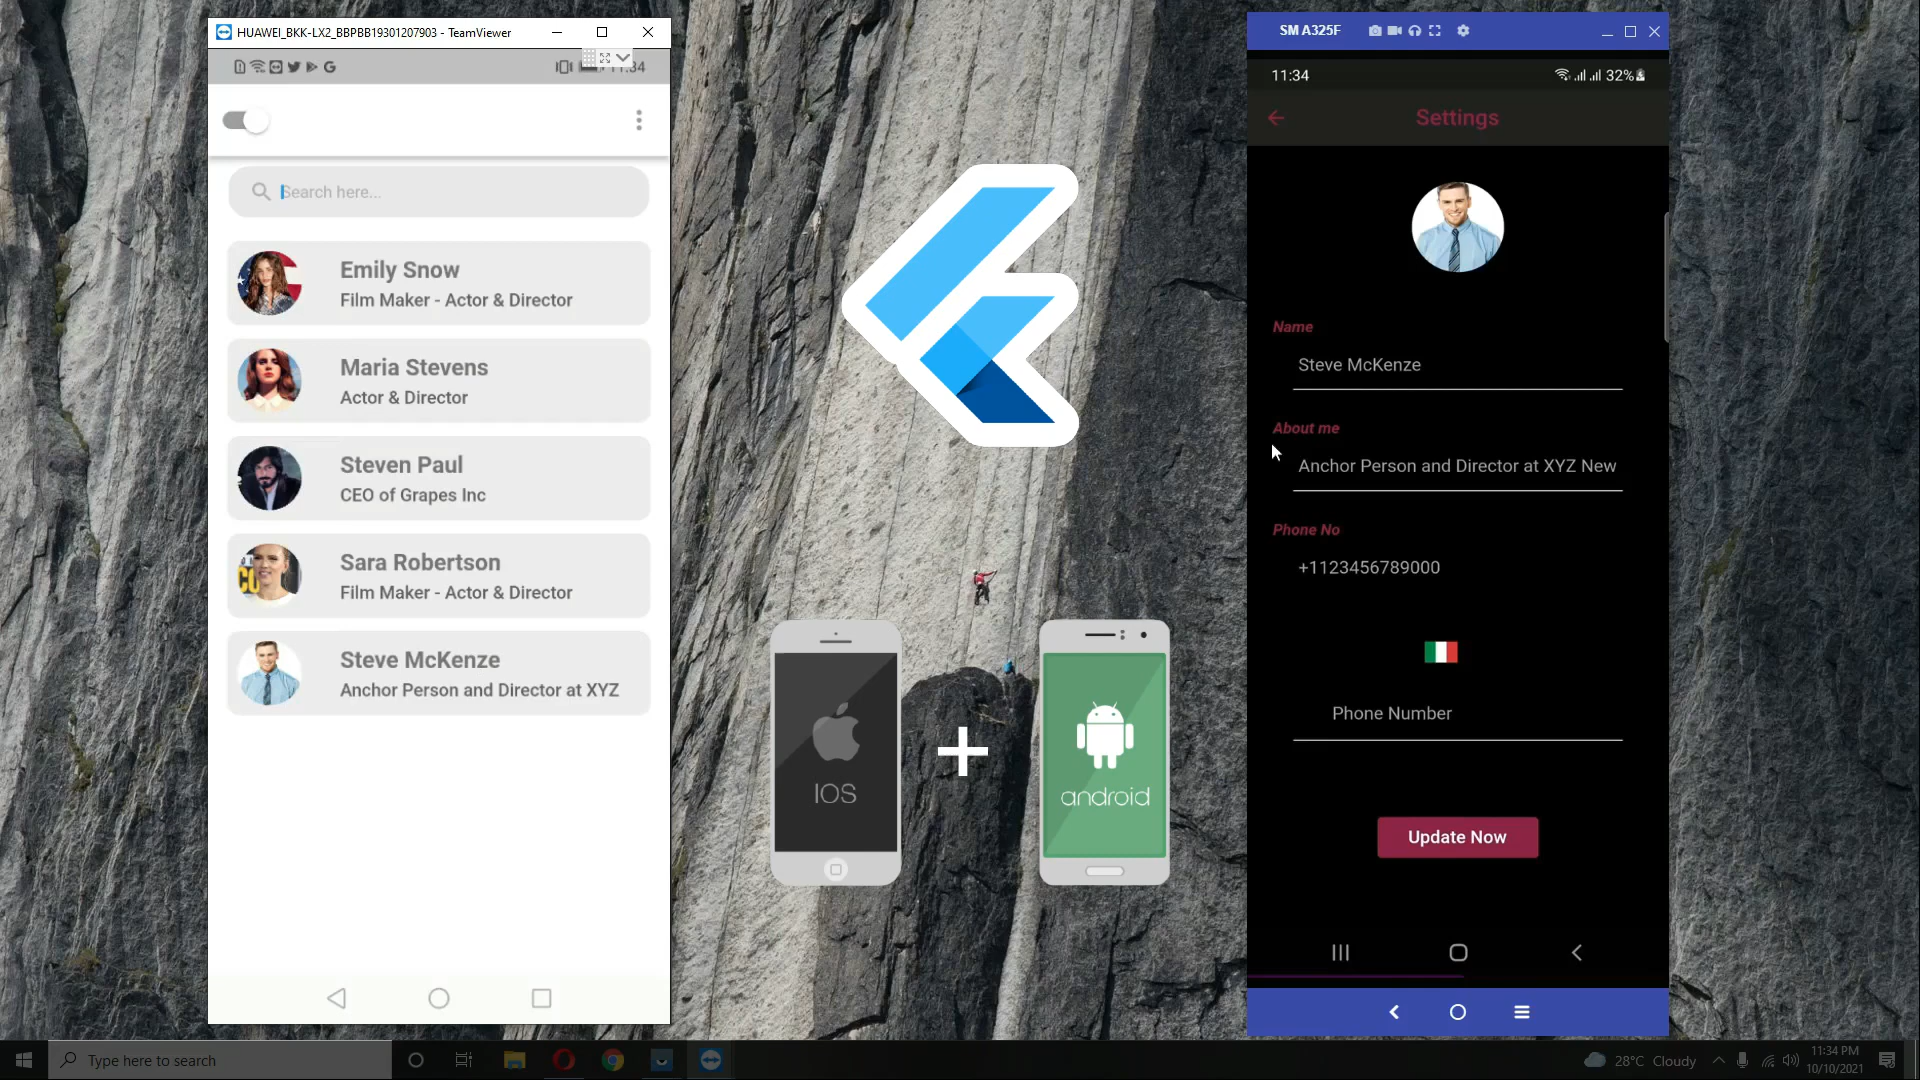 HUAWEI_BKK-LX2_BBPBB19301207903 - TeamViewer
Search here...
Emily Snow
Film Maker - Actor & Director
Maria Stevens
Actor & Director
Steven Paul
CEO of Grapes Inc
Sara Robertson
Film Maker - Actor & Director
Steve McKenze
Anchor Person and Director at XYZ
IOS
android
SM A325F
11:34
32%
Settings
Name
Steve McKenze
About me
Anchor Person and Director at XYZ New
Phone No
+1123456789000
Phone Number
Update Now
Type here to search
28°C Cloudy
11:34 PM
10/10/2021